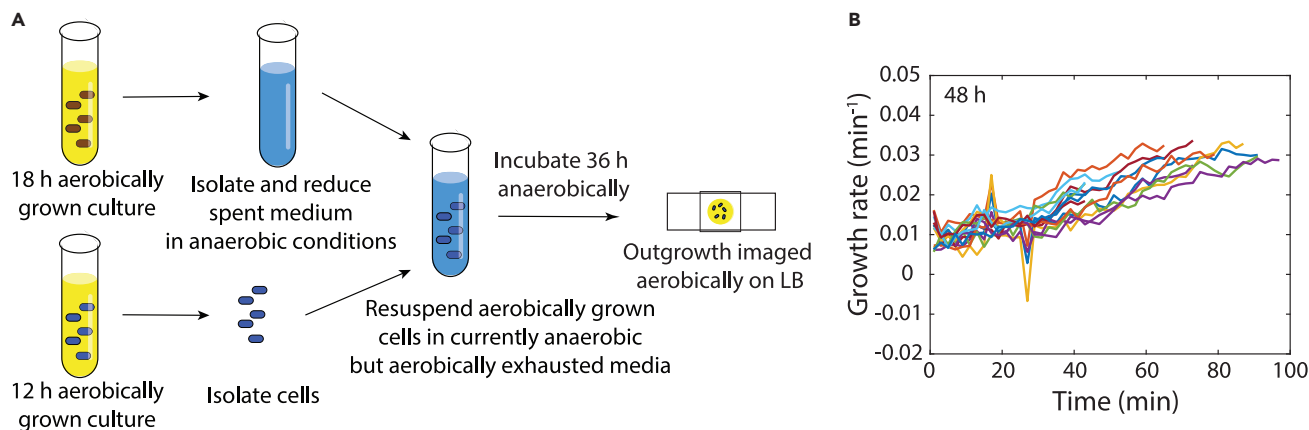 A
18 h aerobically
grown culture
Isolate and reduce
spent medium
in anaerobic conditions
12 h aerobically
grown culture
Isolate cells
Incubate 36 h
anaerobically
Resuspend aerobically grown
cells in currently anaerobic
but aerobically exhausted media
Outgrowth imaged
aerobically on LB
B
48 h
Growth rate (min⁻¹)
0.05
0.04
0.03
0.02
0.01
0
-0.01
-0.02
0 20 40 60 80 100
Time (min)